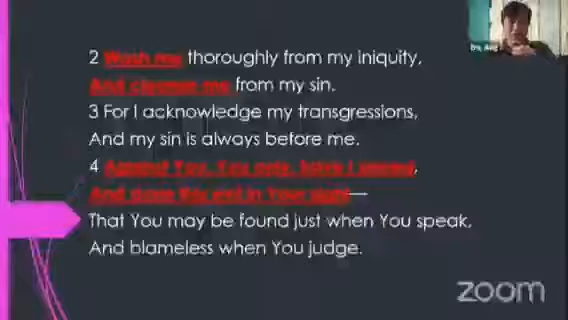 2 Wash me thoroughly from my iniquity,
And cleanse me from my sin.
3 For I acknowledge my transgressions,
And my sin is always before me.
4 Against You, You only, have I sinned,
And done this evil in Your sight—
That You may be found just when You speak,
And blameless when You judge.
zoom